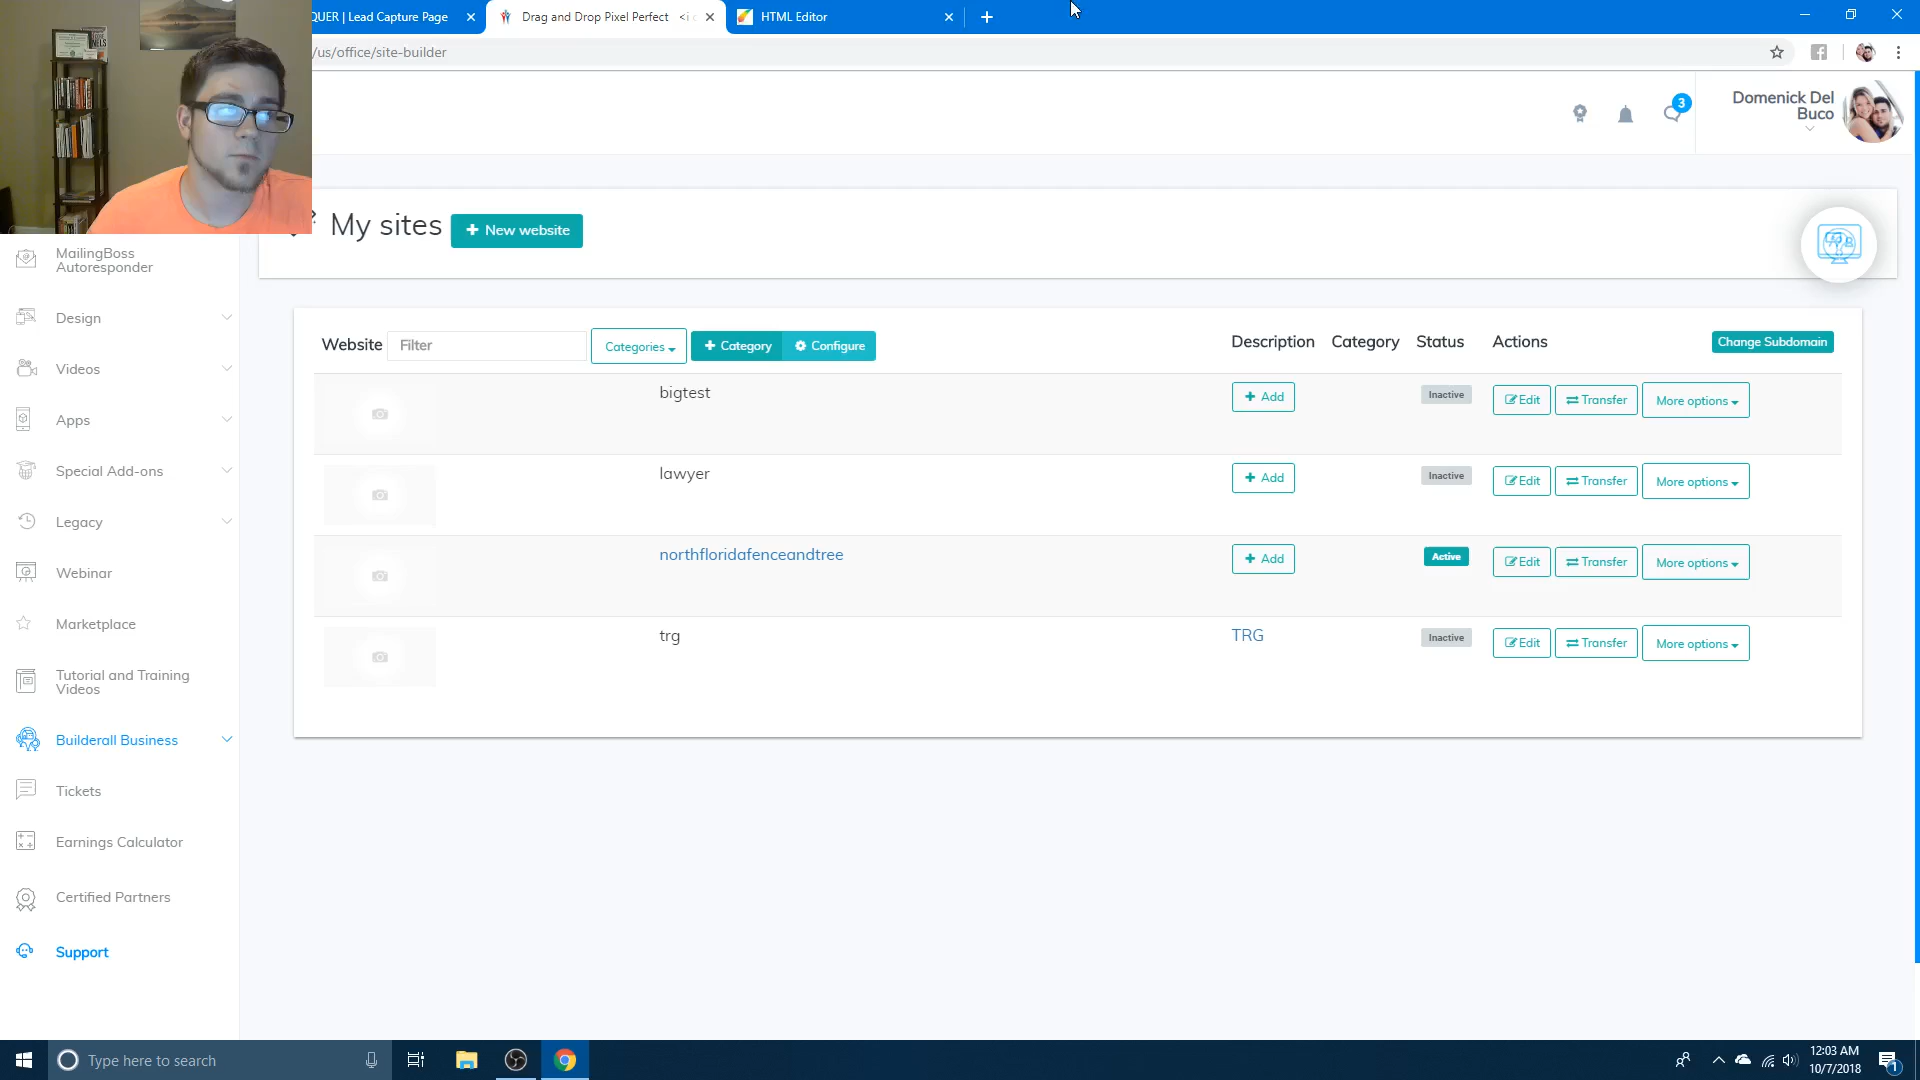 QUER | Lead Capture Page
Drag and Drop Pixel Perfect <i c
HTML Editor
/us/office/site-builder
3
Domenick Del
Buco
My sites
+ New website
MailingBoss
Autoresponder
Design
Videos
Apps
Special Add-ons
Legacy
Webinar
Marketplace
Tutorial and Training
Videos
Builderall Business
Tickets
Earnings Calculator
Certified Partners
Support
Website Filter Categories + Category Configure Description Category Status Actions Change Subdomain
bigtest + Add Inactive Edit Transfer More options
lawyer + Add Inactive Edit Transfer More options
northfloridafenceandtree + Add Active Edit Transfer More options
trg TRG Inactive Edit Transfer More options
Type here to search
12:03 AM
10/7/2018
1